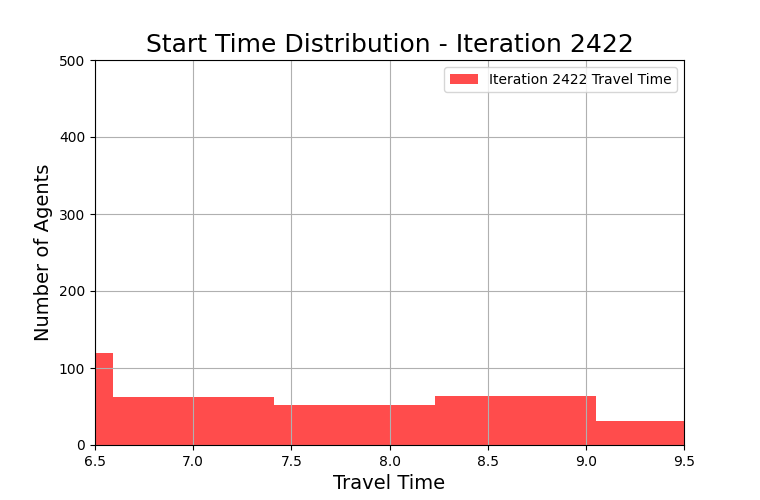 Start Time Distribution - Iteration 2422
Iteration 2422 Travel Time
Number of Agents
500
400
300
200
100
0
6.5 7.0 7.5 8.0 8.5 9.0 9.5
Travel Time